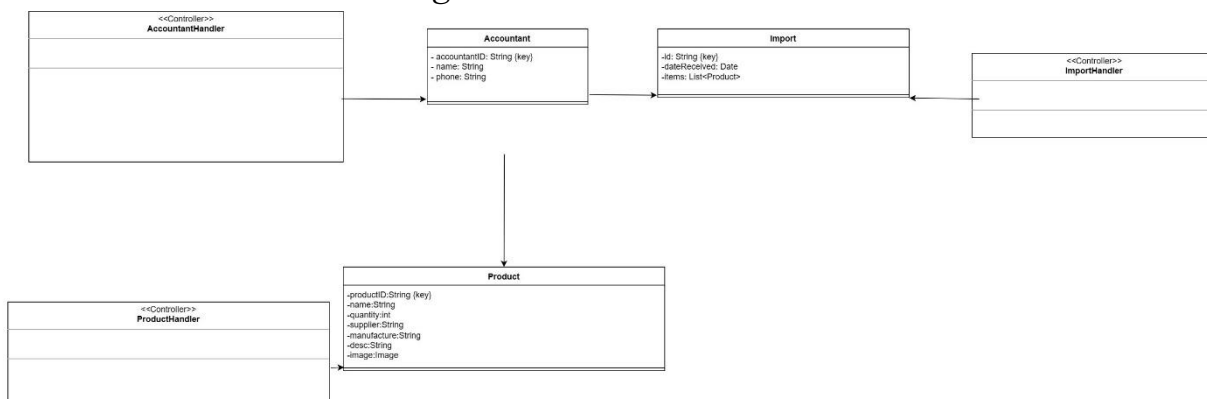 g
<<Controller>>
AccountantHandler
Accountant
- accountantID: String {key}
- name: String
- phone: String
Import
-id: String {key}
-dateReceived: Date
-items: List<Product>
<<Controller>>
ImportHandler
Product
-productID:String {key}
-name:String
-quantity:int
-supplier:String
-manufacture:String
-desc:String
-image:Image
<<Controller>>
ProductHandler